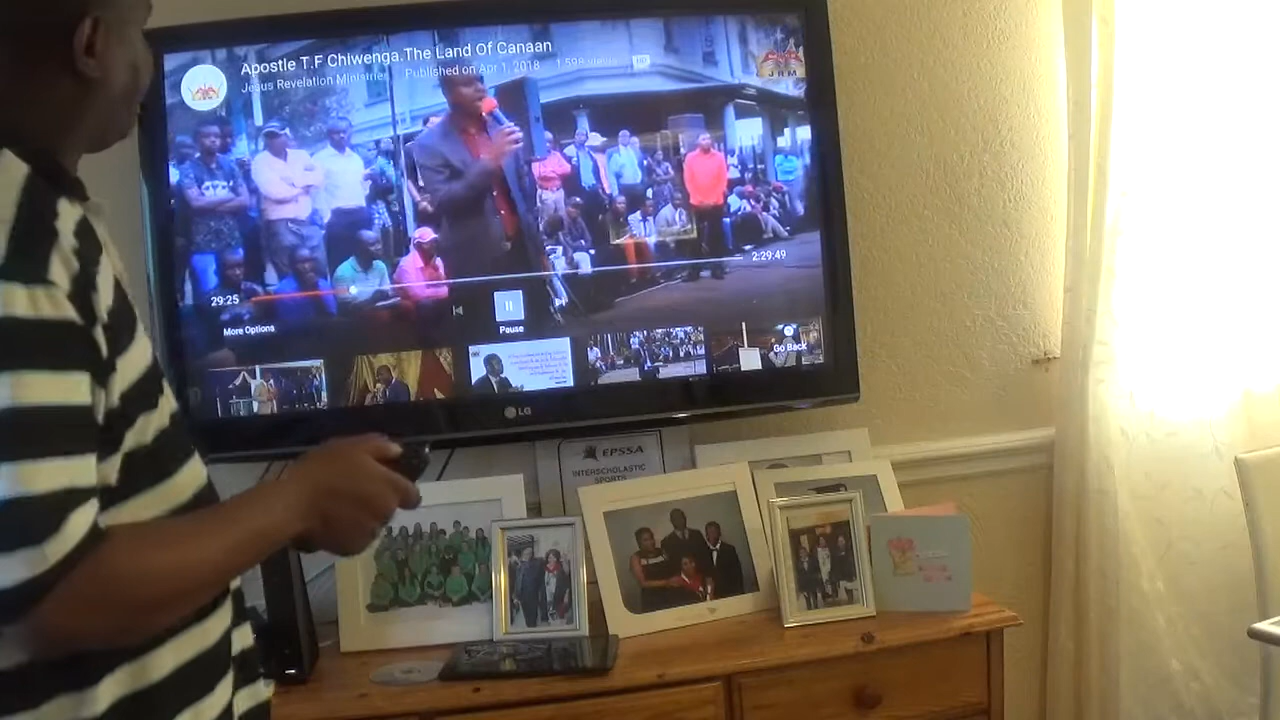 Apostle T.F Chiwenga.The Land Of Canaan
Jesus Revelation Ministries Published on Apr 1, 2018 1,598 views HD
JRM
29:25
2:29:49
More Options
Pause
Go Back
LG
EPSSA
INTERSCHOLASTIC
SPORTS